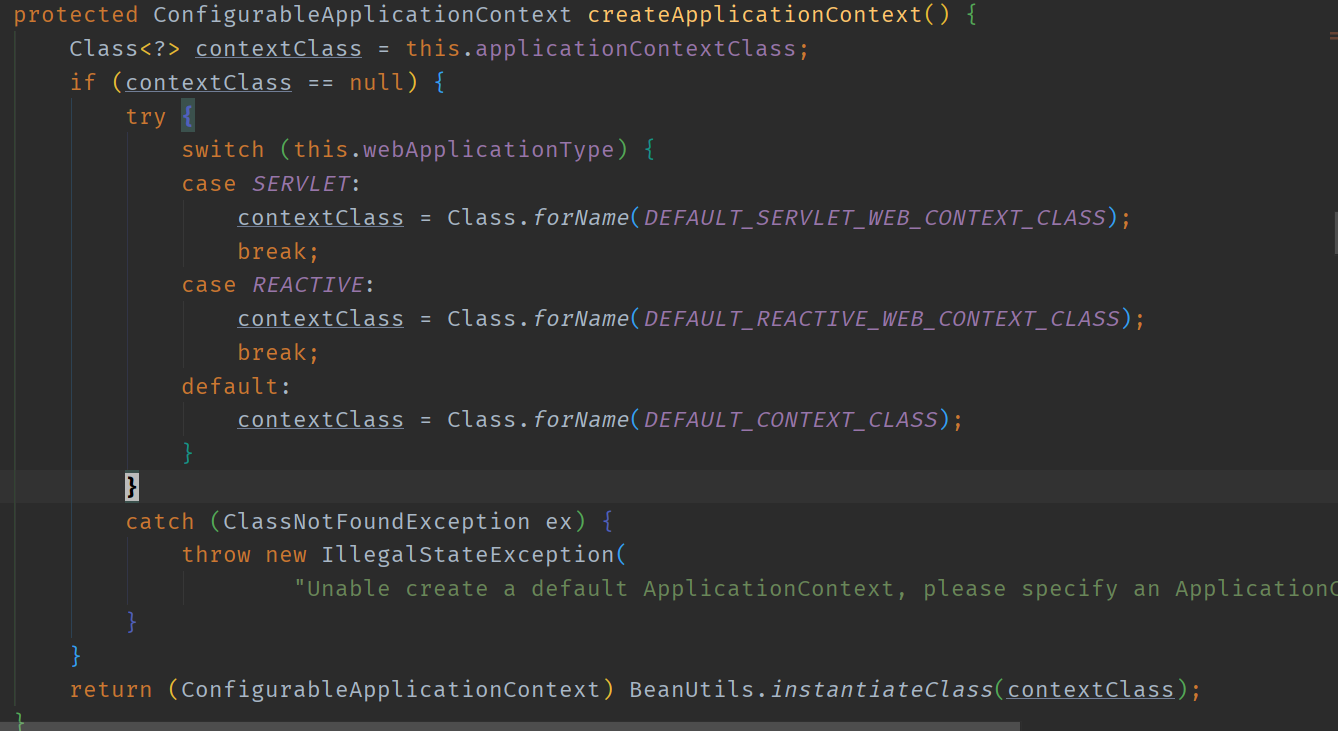 protected ConfigurableApplicationContext createApplicationContext() {
    Class<?> contextClass = this.applicationContextClass;
    if (contextClass == null) {
        try {
            switch (this.webApplicationType) {
            case SERVLET:
                contextClass = Class.forName(DEFAULT_SERVLET_WEB_CONTEXT_CLASS);
                break;
            case REACTIVE:
                contextClass = Class.forName(DEFAULT_REACTIVE_WEB_CONTEXT_CLASS);
                break;
            default:
                contextClass = Class.forName(DEFAULT_CONTEXT_CLASS);
            }
        }
        catch (ClassNotFoundException ex) {
            throw new IllegalStateException(
                    "Unable create a default ApplicationContext, please specify an ApplicationC
        }
    }
    return (ConfigurableApplicationContext) BeanUtils.instantiateClass(contextClass);
}